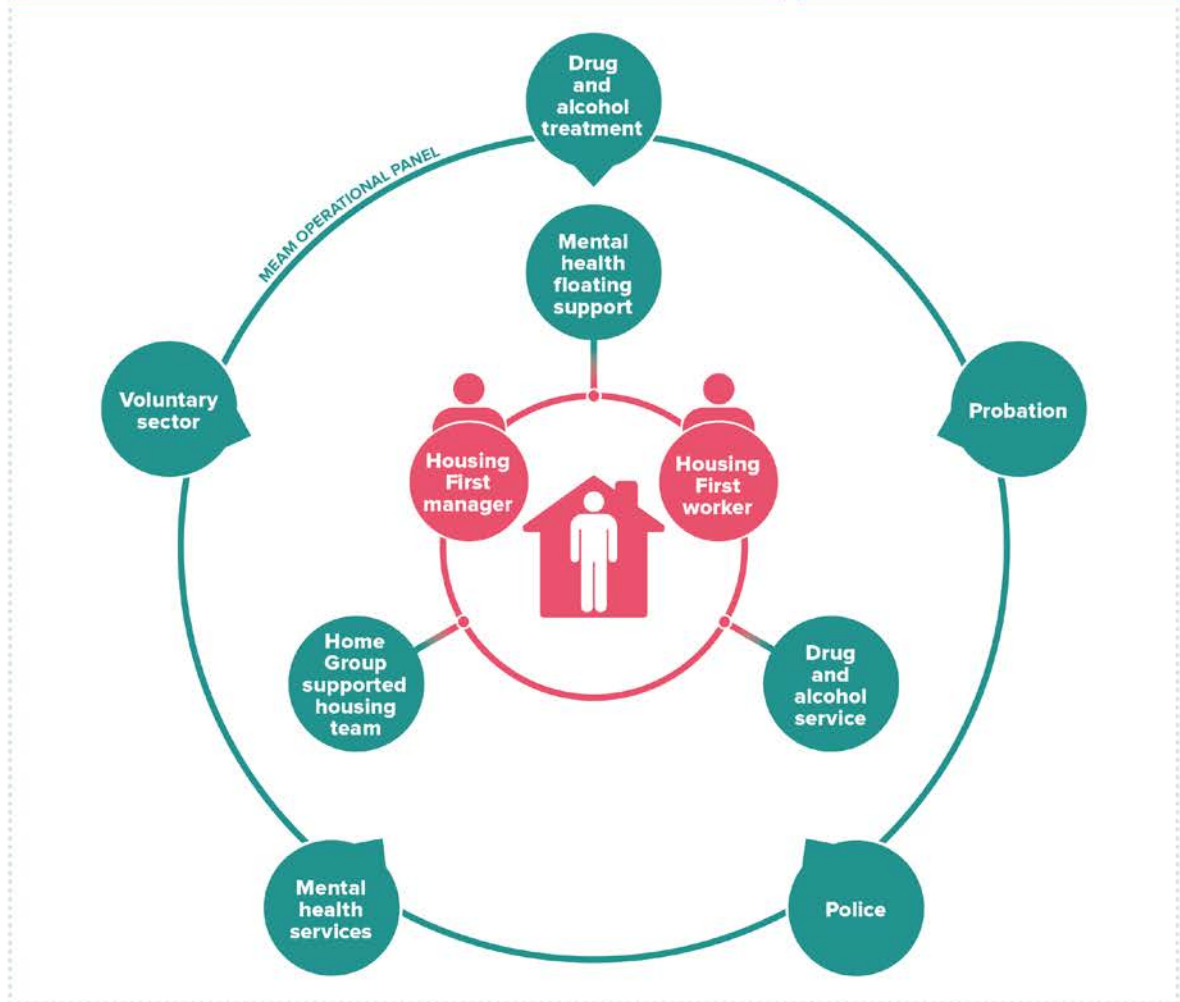 Drug
and
alcohol
treatment
MEAM OPERATIONAL PANEL
Mental
health
floating
support
Voluntary
sector
Probation
Housing
First
manager
Housing
First
worker
Home
Group
supported
housing
team
Drug
and
alcohol
service
Mental
health
services
Police